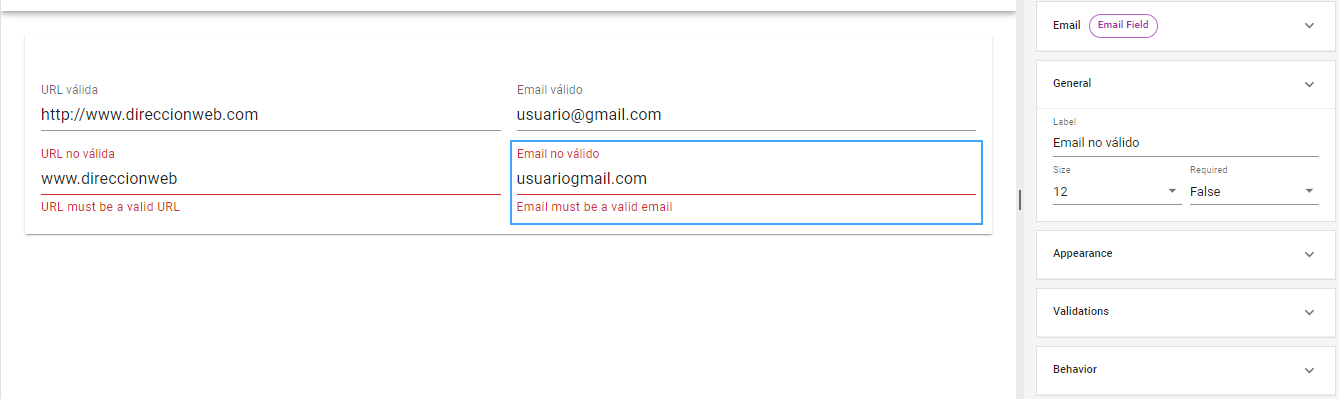 URL válida
http://www.direccionweb.com
Email válido
usuario@gmail.com
URL no válida
www.direccionweb
URL must be a valid URL
Email no válido
usuariogmail.com
Email must be a valid email
Email Email Field
General
Label
Email no válido
Size
12
Required
False
Appearance
Validations
Behavior